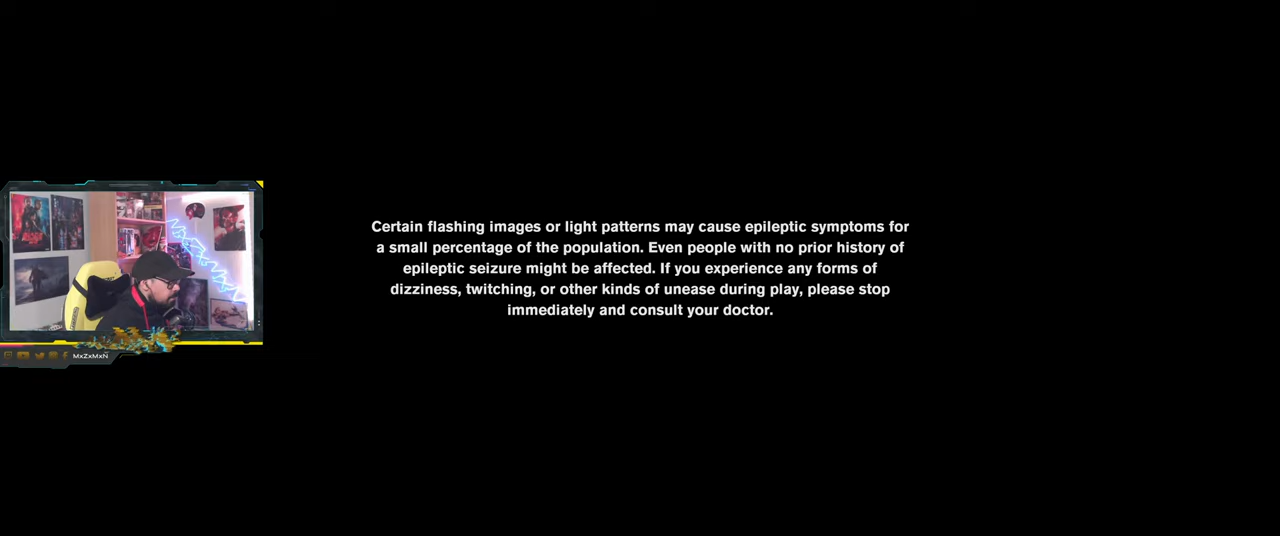 Certain flashing images or light patterns may cause epileptic symptoms for
a small percentage of the population. Even people with no prior history of
epileptic seizure might be affected. If you experience any forms of
dizziness, twitching, or other kinds of unease during play, please stop
immediately and consult your doctor.
MxZxMxN